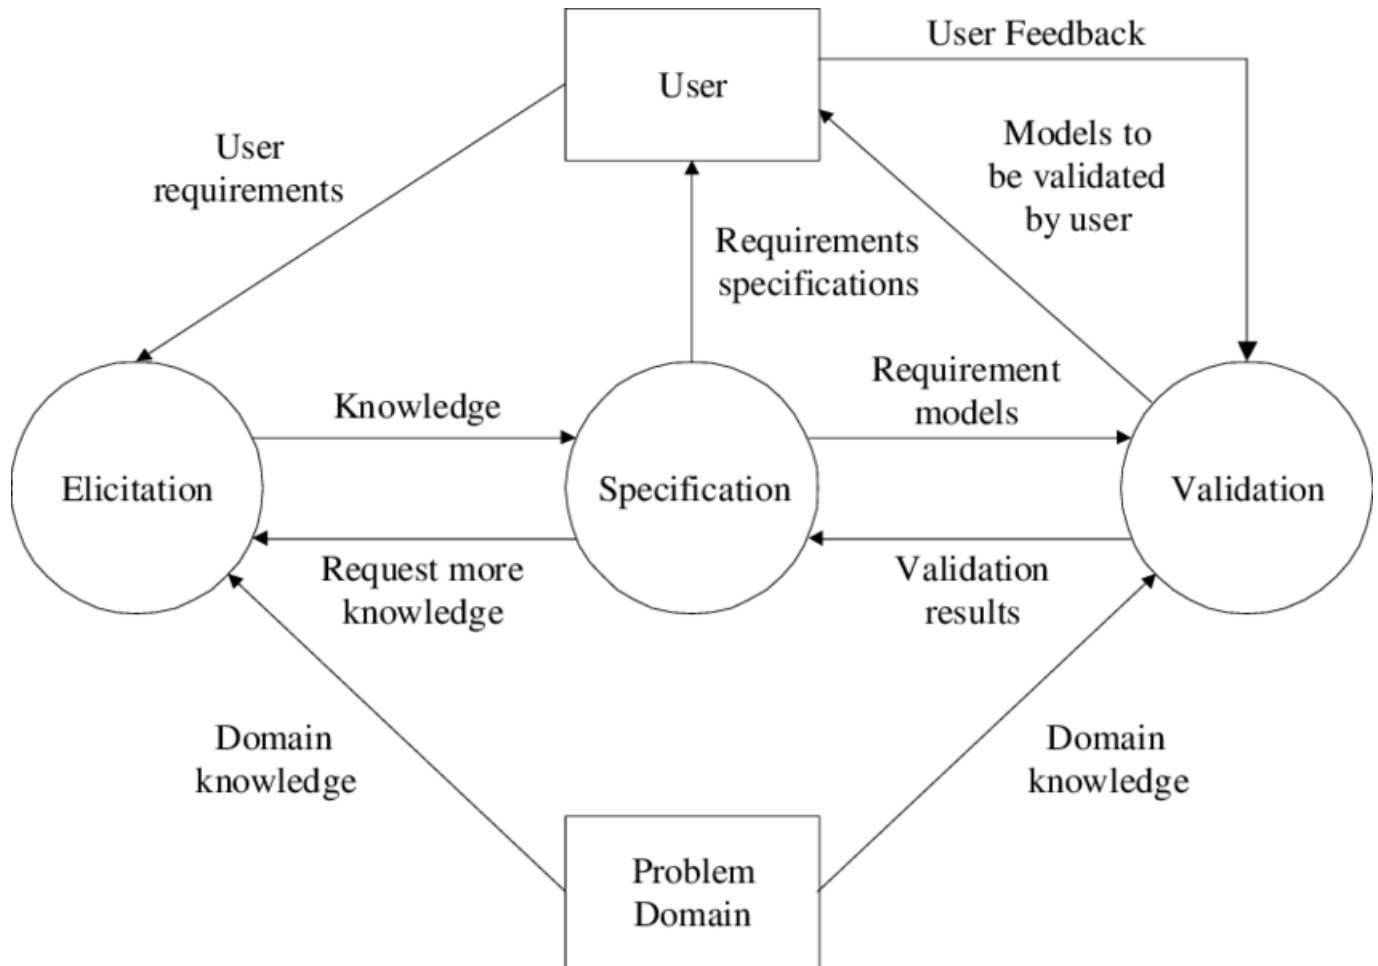 User Feedback
User
Models to
be validated
by user
User
requirements
Requirements
specifications
Requirement
models
Knowledge
Elicitation
Specification
Validation
Request more
knowledge
Validation
results
Domain
knowledge
Domain
knowledge
Problem
Domain